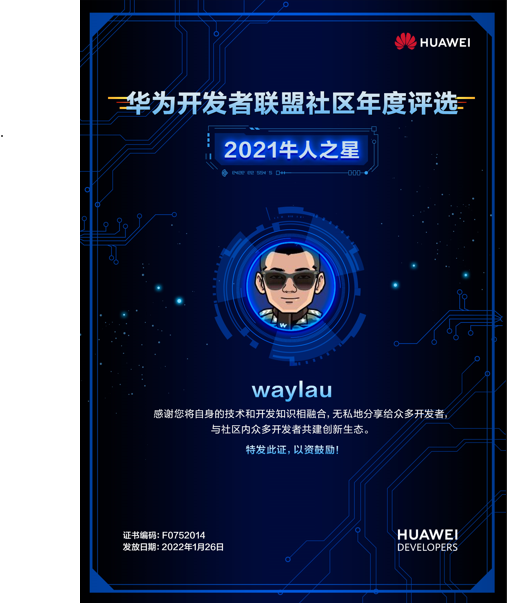 HUAWEI
华为开发者联盟社区年度评选
2021牛人之星
W
waylau
感谢您将自身的技术和开发知识相融合，无私地分享给众多开发者，
与社区内众多开发者共建创新生态。
特发此证，以资鼓励！
证书编码：F0752014
发放日期：2022年1月26日
HUAWEI
DEVELOPERS